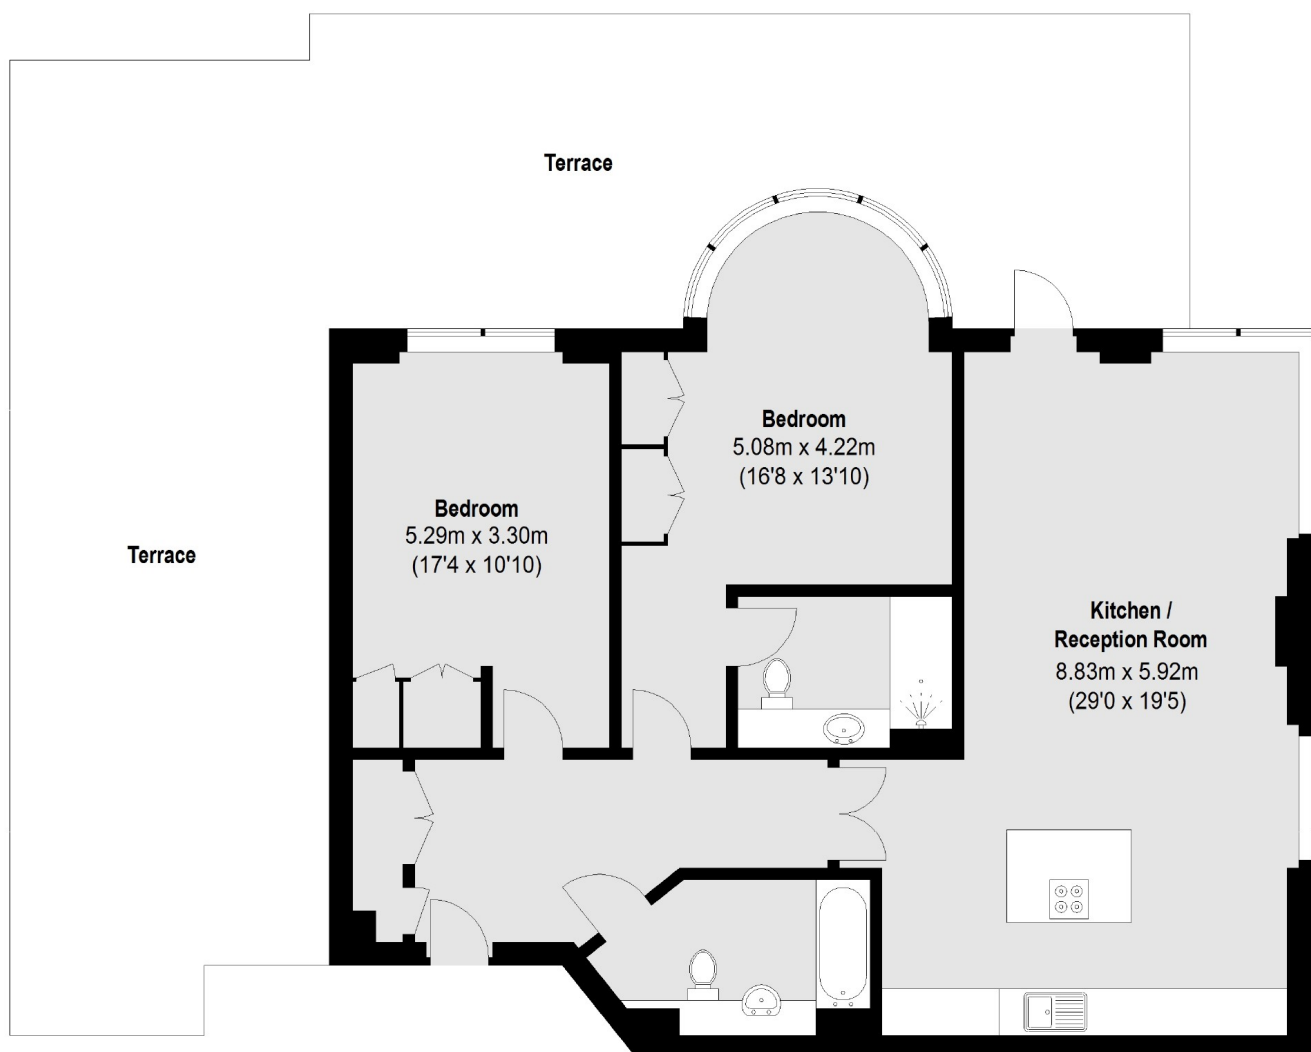 Terrace
Bedroom
5.08m x 4.22m
(16'8 x 13'10)
Bedroom
5.29m x 3.30m
(17'4 x 10'10)
Terrace
Kitchen /
Reception Room
8.83m x 5.92m
(29'0 x 19'5)